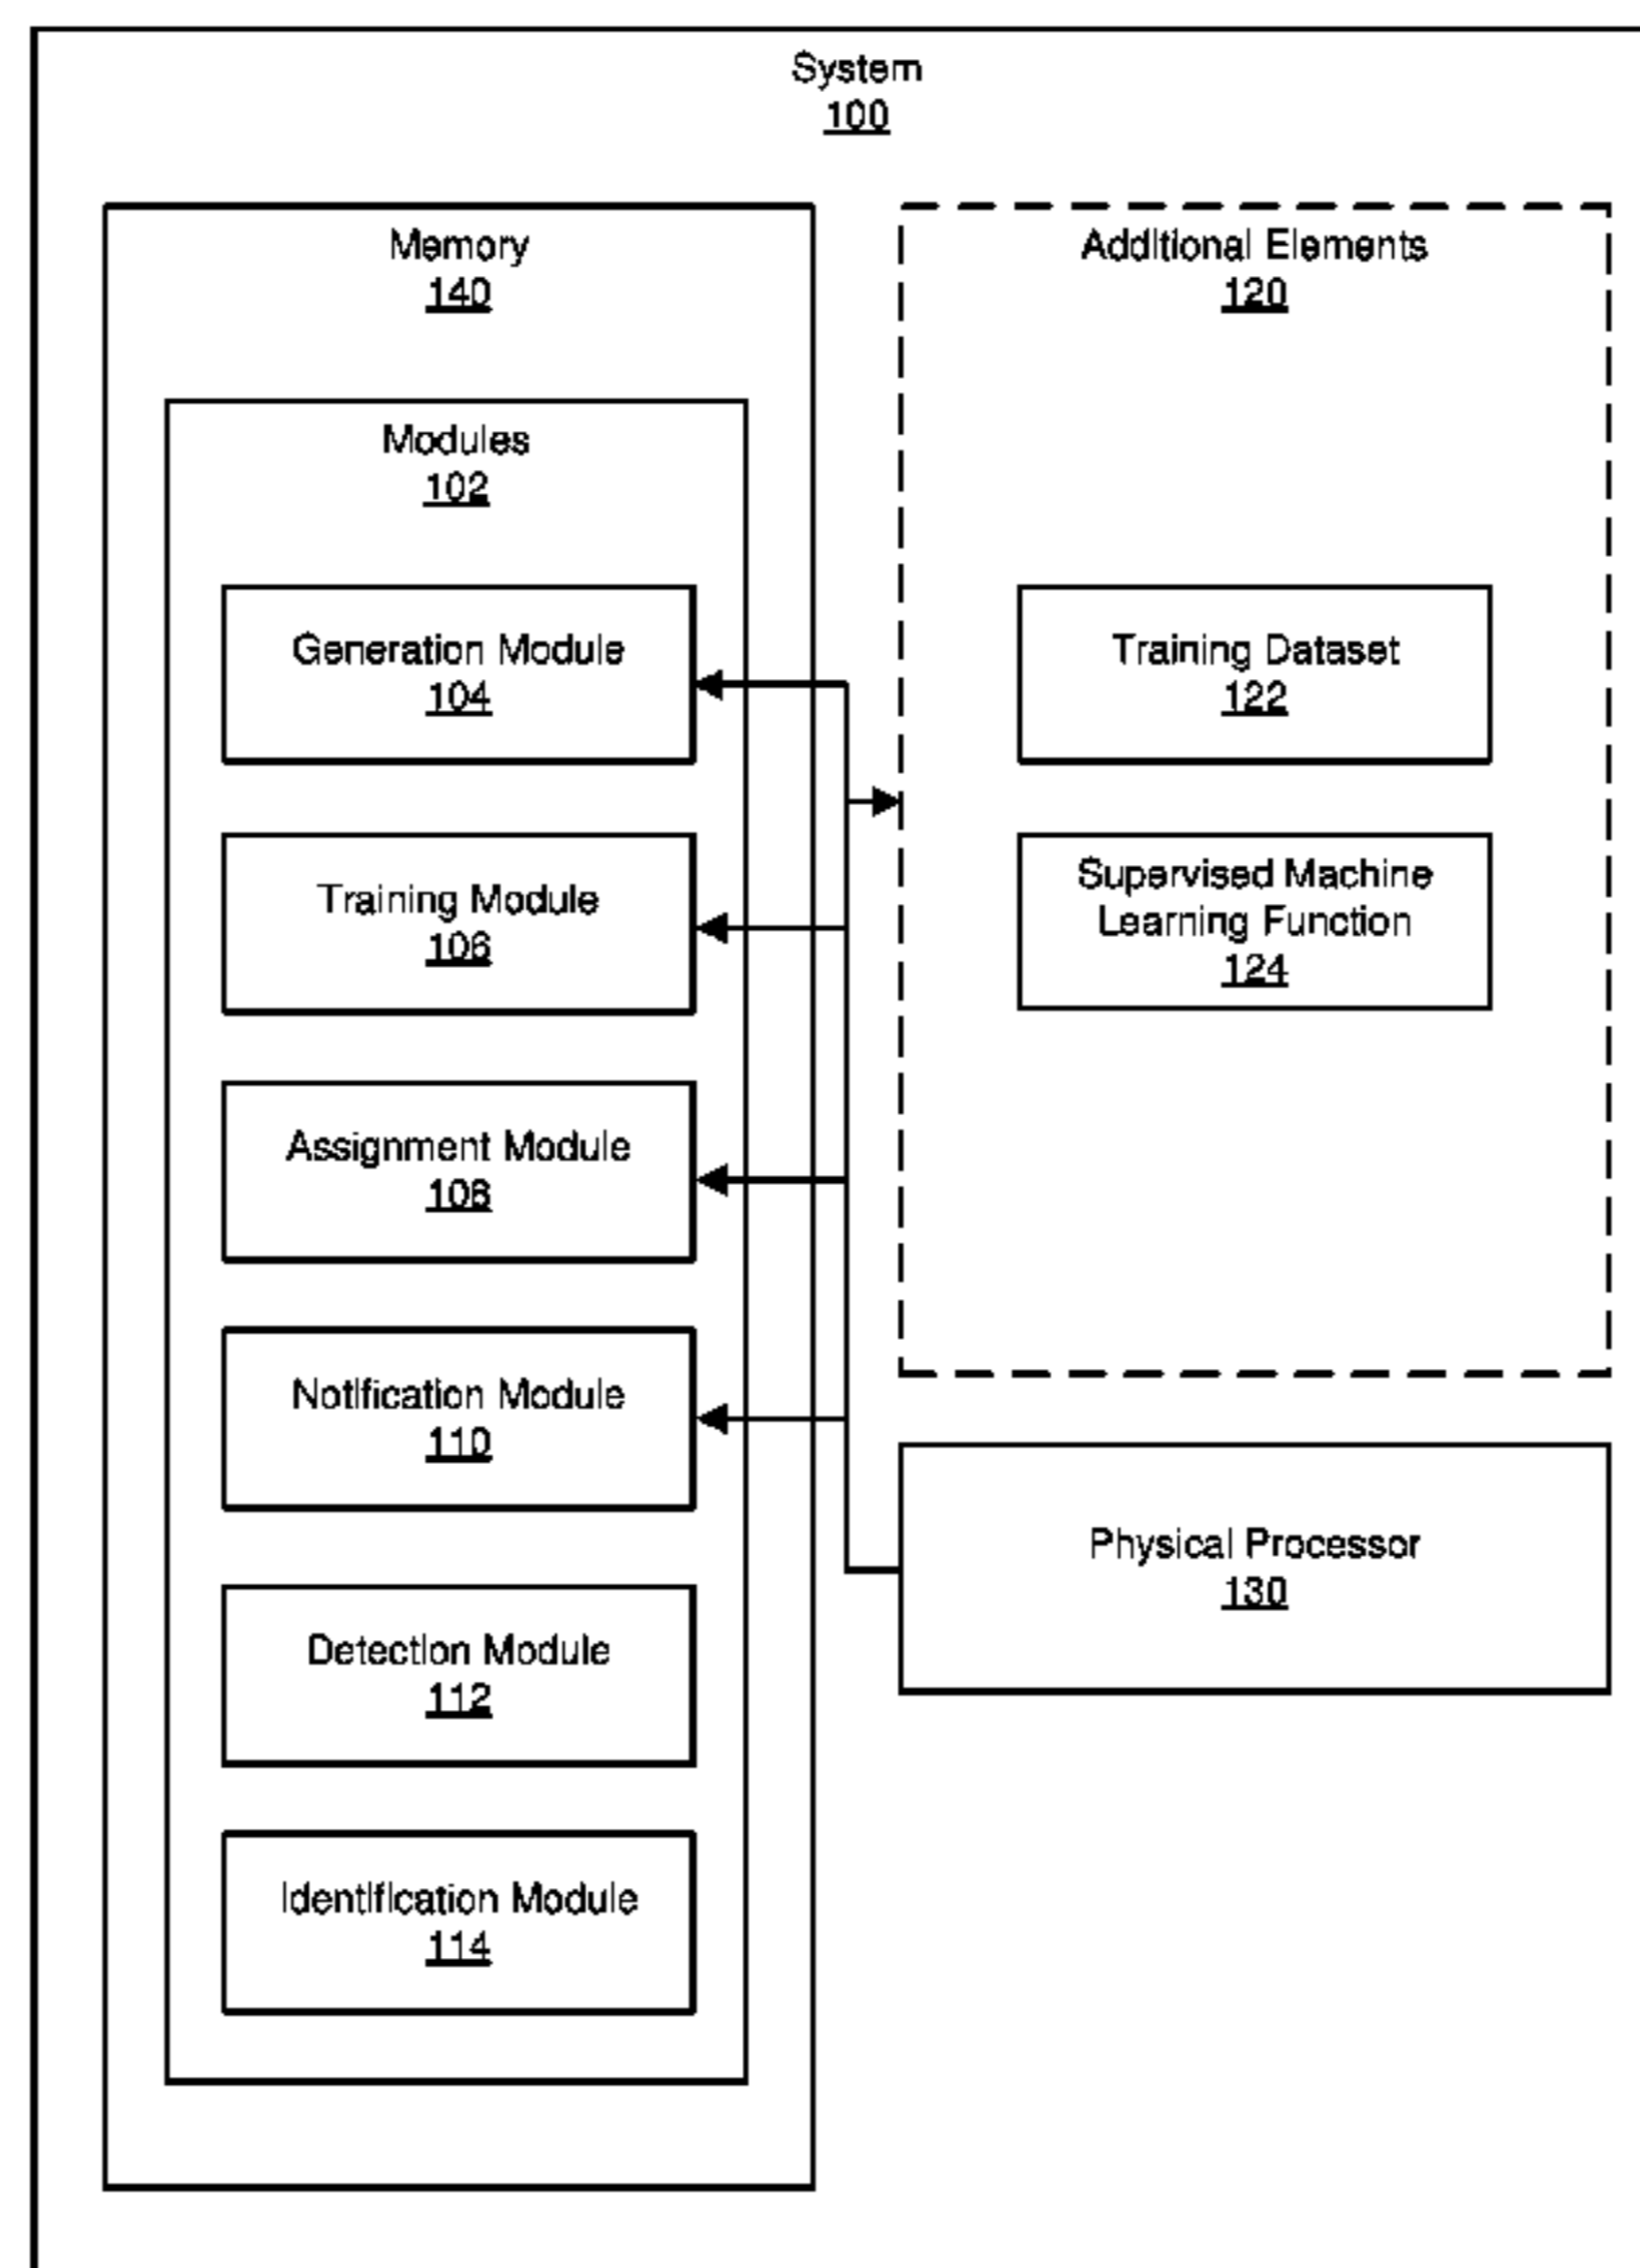 System
100
Memory
140
Modules
102
Generation Module
104
Training Module
106
Assignment Module
108
Notification Module
110
Detection Module
112
Identification Module
114
Additional Elements
120
Training Dataset
122
Supervised Machine
Learning Function
124
Physical Processor
130